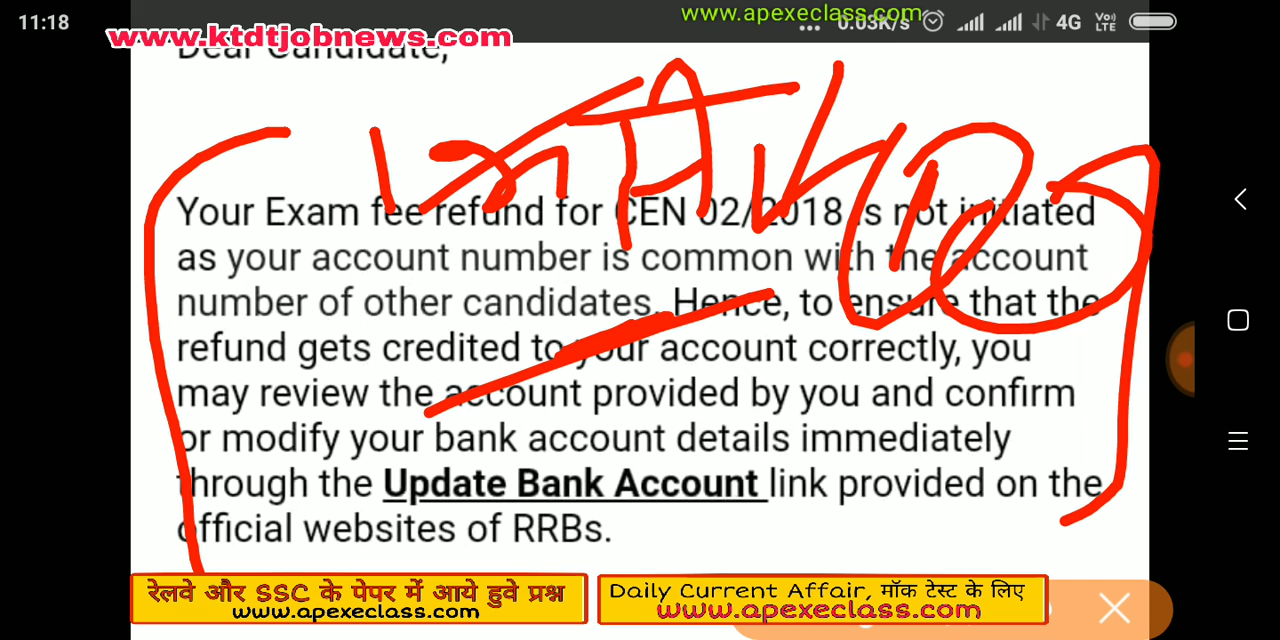 11:18
www.apexeclass.com
0.03K/s
4G
Vo)) LTE
www.ktdtjobnews.com
Dear Candidate,
Your Exam fee refund for CEN 02/2018 is not initiated
as your account number is common with the account
number of other candidates. Hence, to ensure that the
refund gets credited to your account correctly, you
may review the account provided by you and confirm
or modify your bank account details immediately
through the Update Bank Account link provided on the
official websites of RRBs.
रेलवे और SSC के पेपर में आये हुवे प्रश्न
www.apexeclass.com
Daily Current Affair, मॉक टेस्ट के लिए
www.apexeclass.com